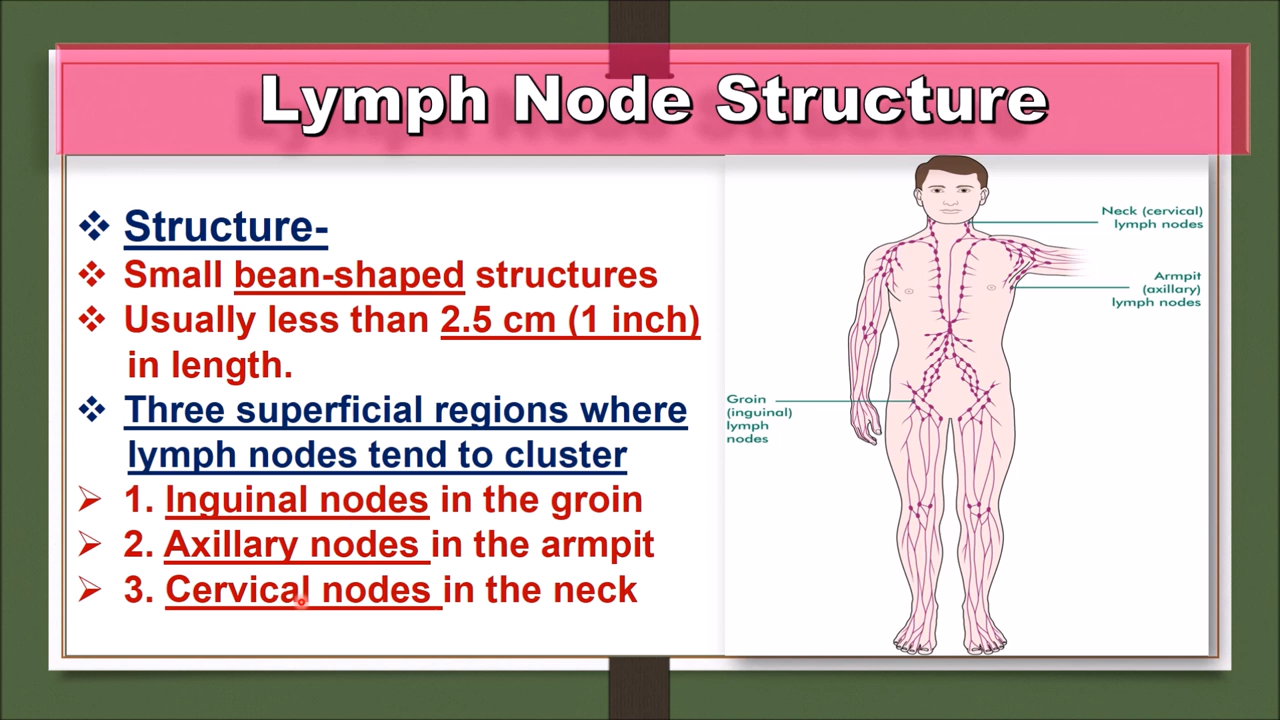 Lymph Node Structure
Structure-
Small bean-shaped structures
Usually less than 2.5 cm (1 inch)
in length.
Three superficial regions where
lymph nodes tend to cluster
1. Inguinal nodes in the groin
2. Axillary nodes in the armpit
3. Cervical nodes in the neck
Neck (cervical)
lymph nodes
Armpit
(axillary)
lymph nodes
Groin
(inguinal)
lymph
nodes